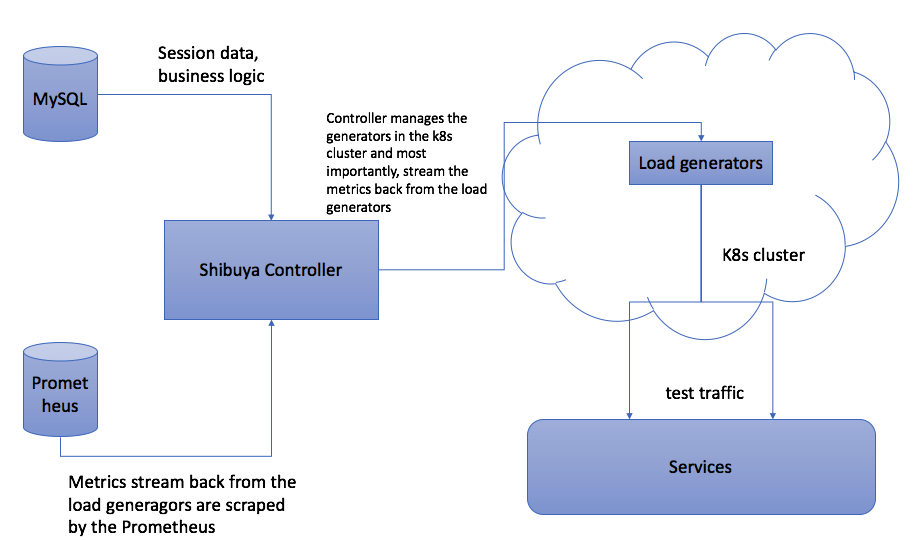 Session data,
business logic
MySQL
Controller manages the
generators in the k8s
cluster and most
importantly, stream the
metrics back from the load
generators
Load generators
Shibuya Controller
K8s cluster
Promet
heus
test traffic
Services
Metrics stream back from the
load generagors are scraped
by the Prometheus